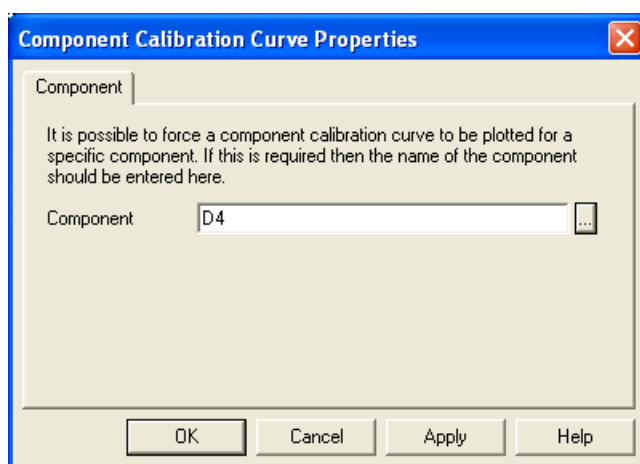 Component Calibration Curve Properties
Component
It is possible to force a component calibration curve to be plotted for a
specific component. If this is required then the name of the component
should be entered here.
Component D4 ...
OK Cancel Apply Help